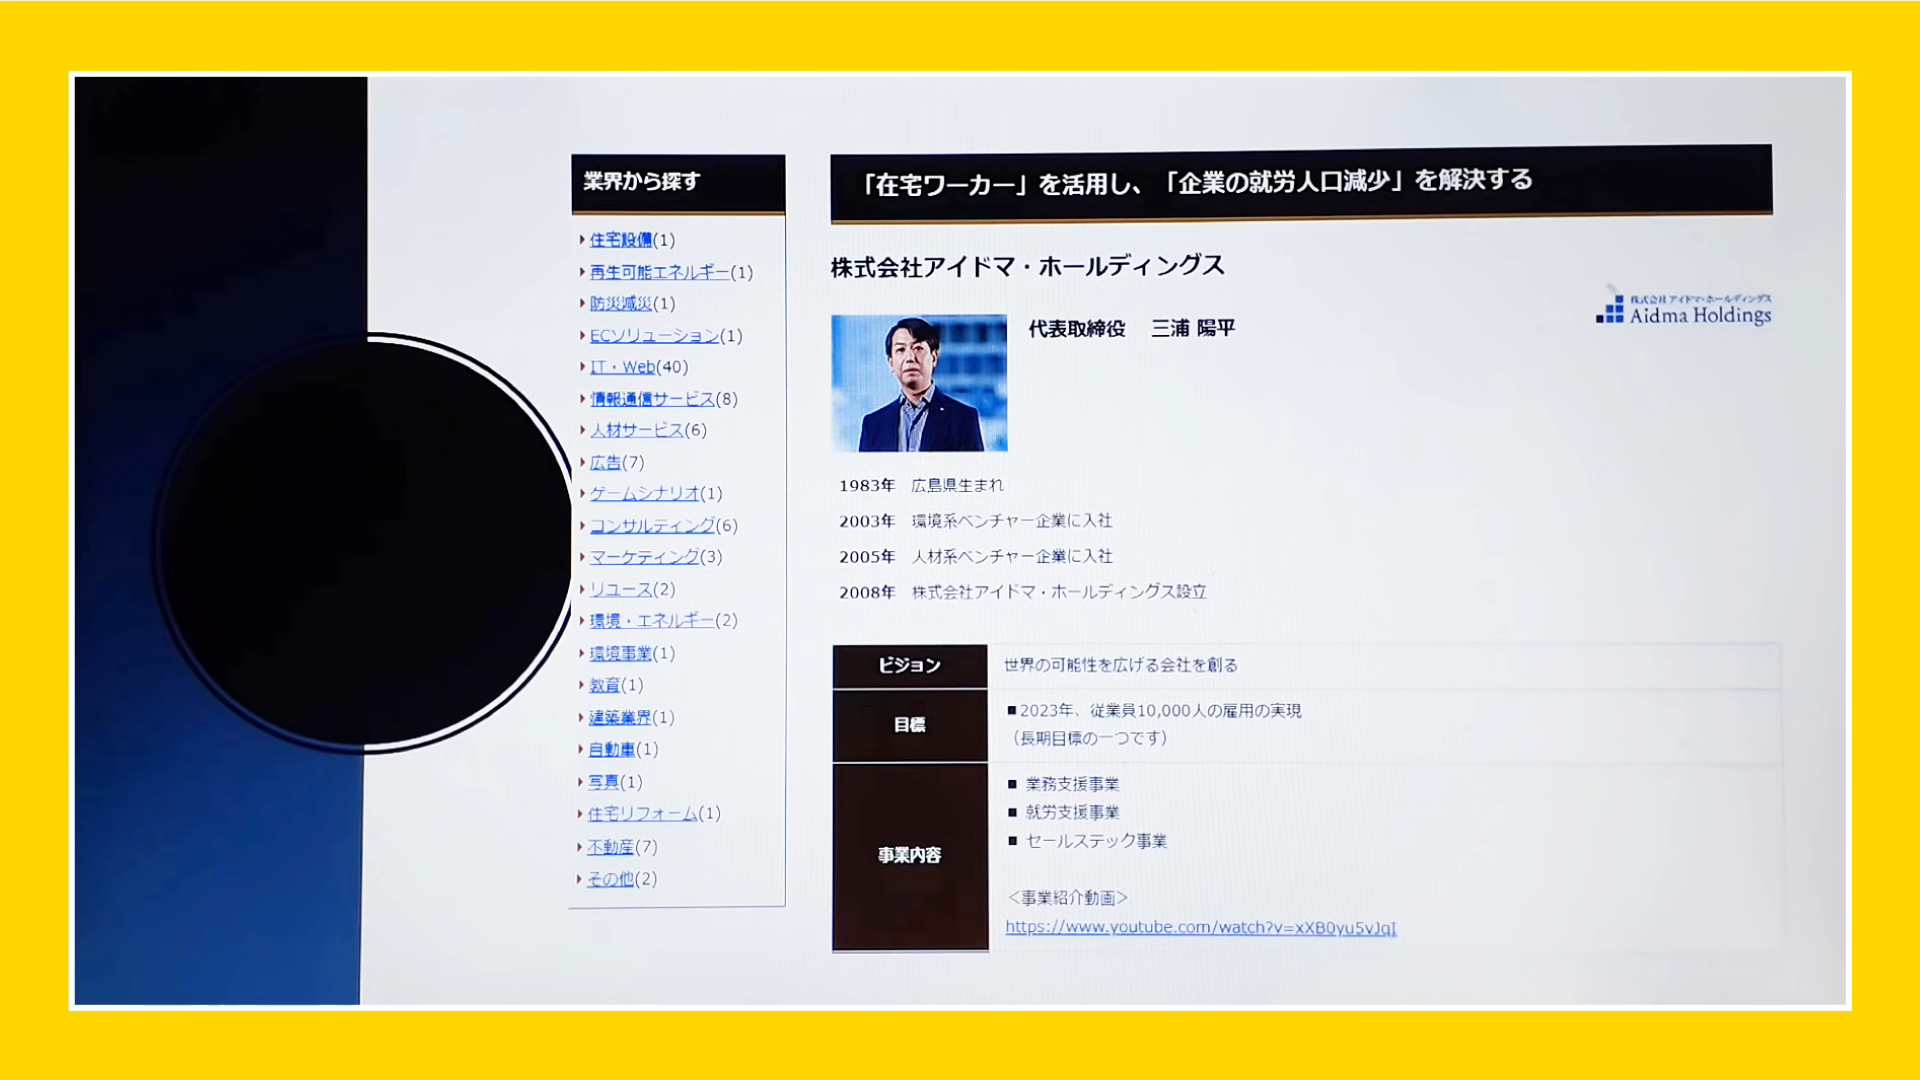 業界から探す
住宅設備(1)
再生可能エネルギー(1)
防災減災(1)
ECソリューション(1)
IT・Web(40)
情報通信サービス(8)
人材サービス(6)
広告(7)
ゲームシナリオ(1)
コンサルティング(6)
マーケティング(3)
リユース(2)
環境・エネルギー(2)
環境事業(1)
教育(1)
建築業界(1)
自動車(1)
写真(1)
住宅リフォーム(1)
不動産(7)
その他(2)
「在宅ワーカー」を活用し、「企業の就労人口減少」を解決する
株式会社アイドマ・ホールディングス
代表取締役 三浦 陽平
株式会社アイドマ・ホールディングス
Aidma Holdings
1983年 広島県生まれ
2003年 環境系ベンチャー企業に入社
2005年 人材系ベンチャー企業に入社
2008年 株式会社アイドマ・ホールディングス設立
ビジョン 世界の可能性を広げる会社を創る
目標
■2023年、従業員10,000人の雇用の実現
（長期目標の一つです）
事業内容
■ 業務支援事業
■ 就労支援事業
■ セールステック事業
＜事業紹介動画＞
https://www.youtube.com/watch?v=xXB0yu5vJqI